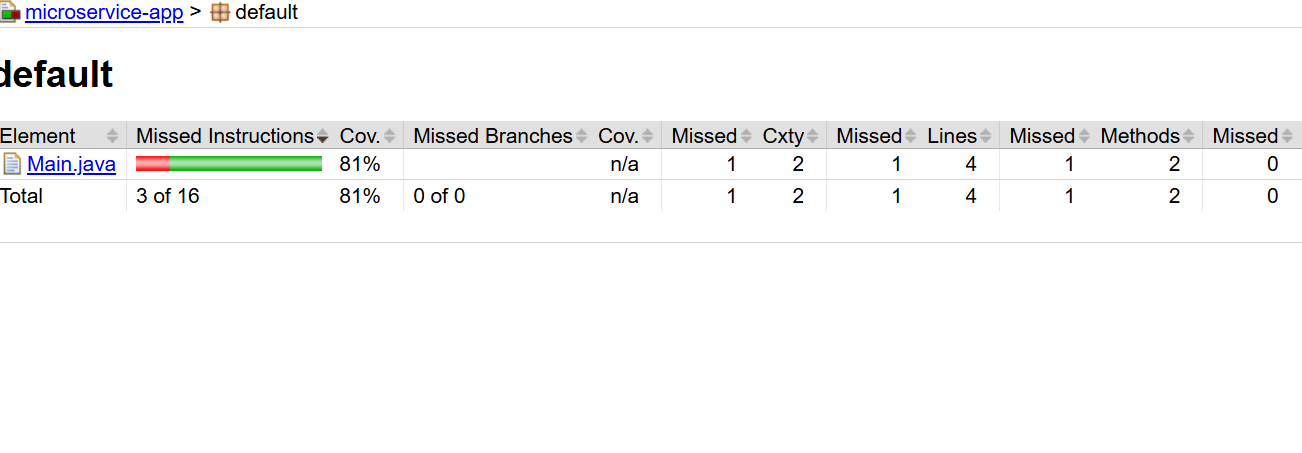 microservice-app > default
default
Element Missed Instructions Cov. Missed Branches Cov. Missed Cxty Missed Lines Missed Methods Missed
Main.java 81% n/a 1 2 1 4 1 2 0
Total 3 of 16 81% 0 of 0 n/a 1 2 1 4 1 2 0